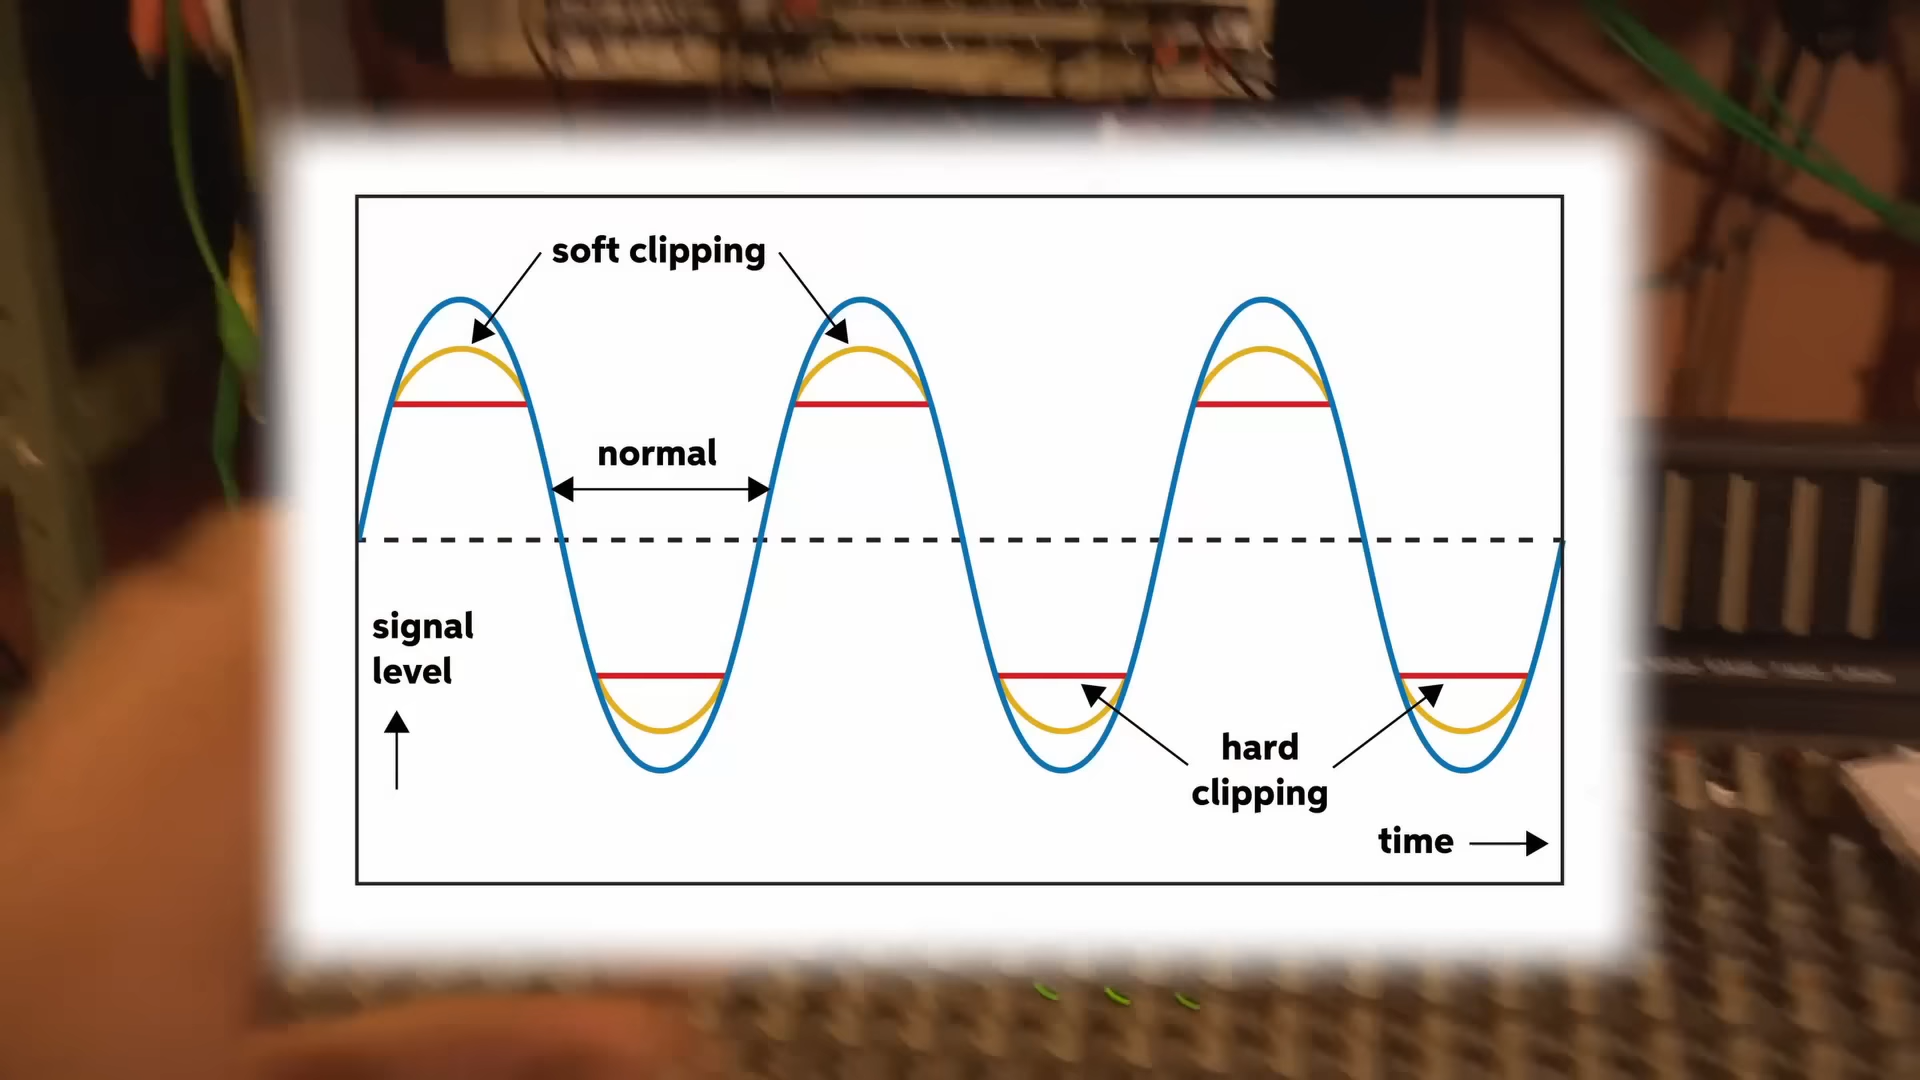 soft clipping
normal
signal
level
hard
clipping
time